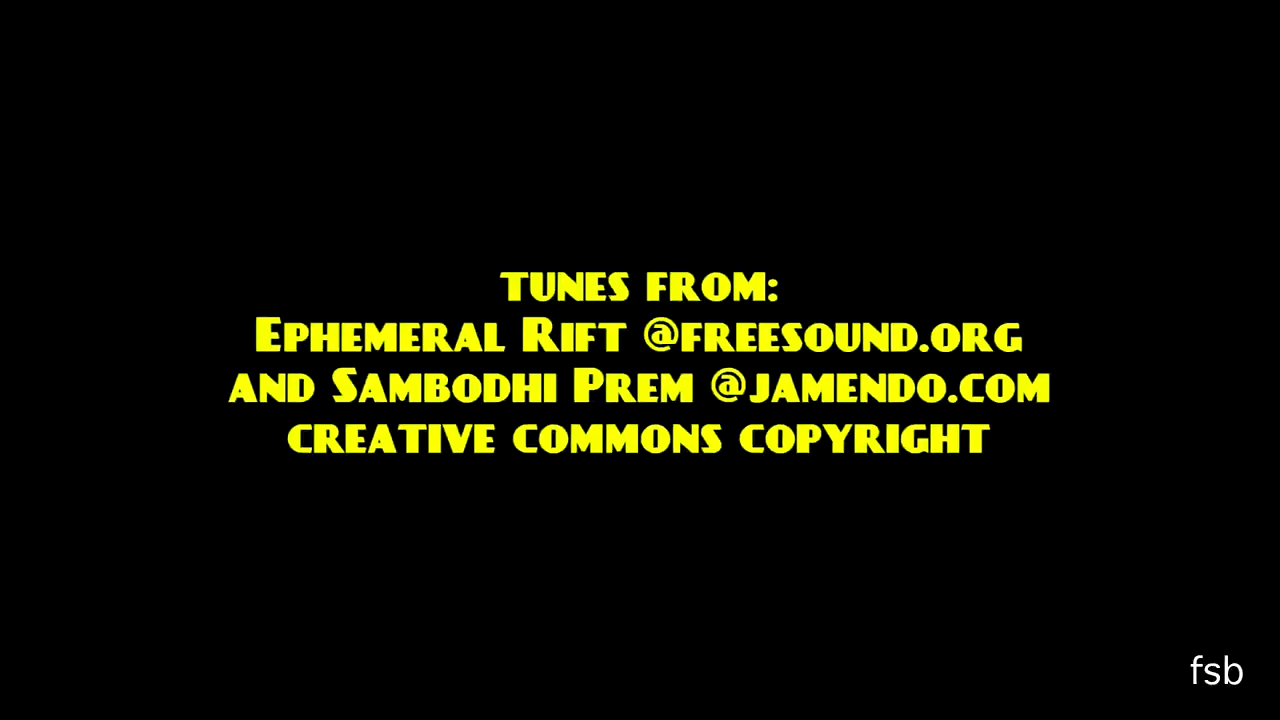 TUNES FROM:
EPHEMERAL RIFT @FREESOUND.ORG
AND SAMBODHI PREM @JAMENDO.COM
CREATIVE COMMONS COPYRIGHT
fsb